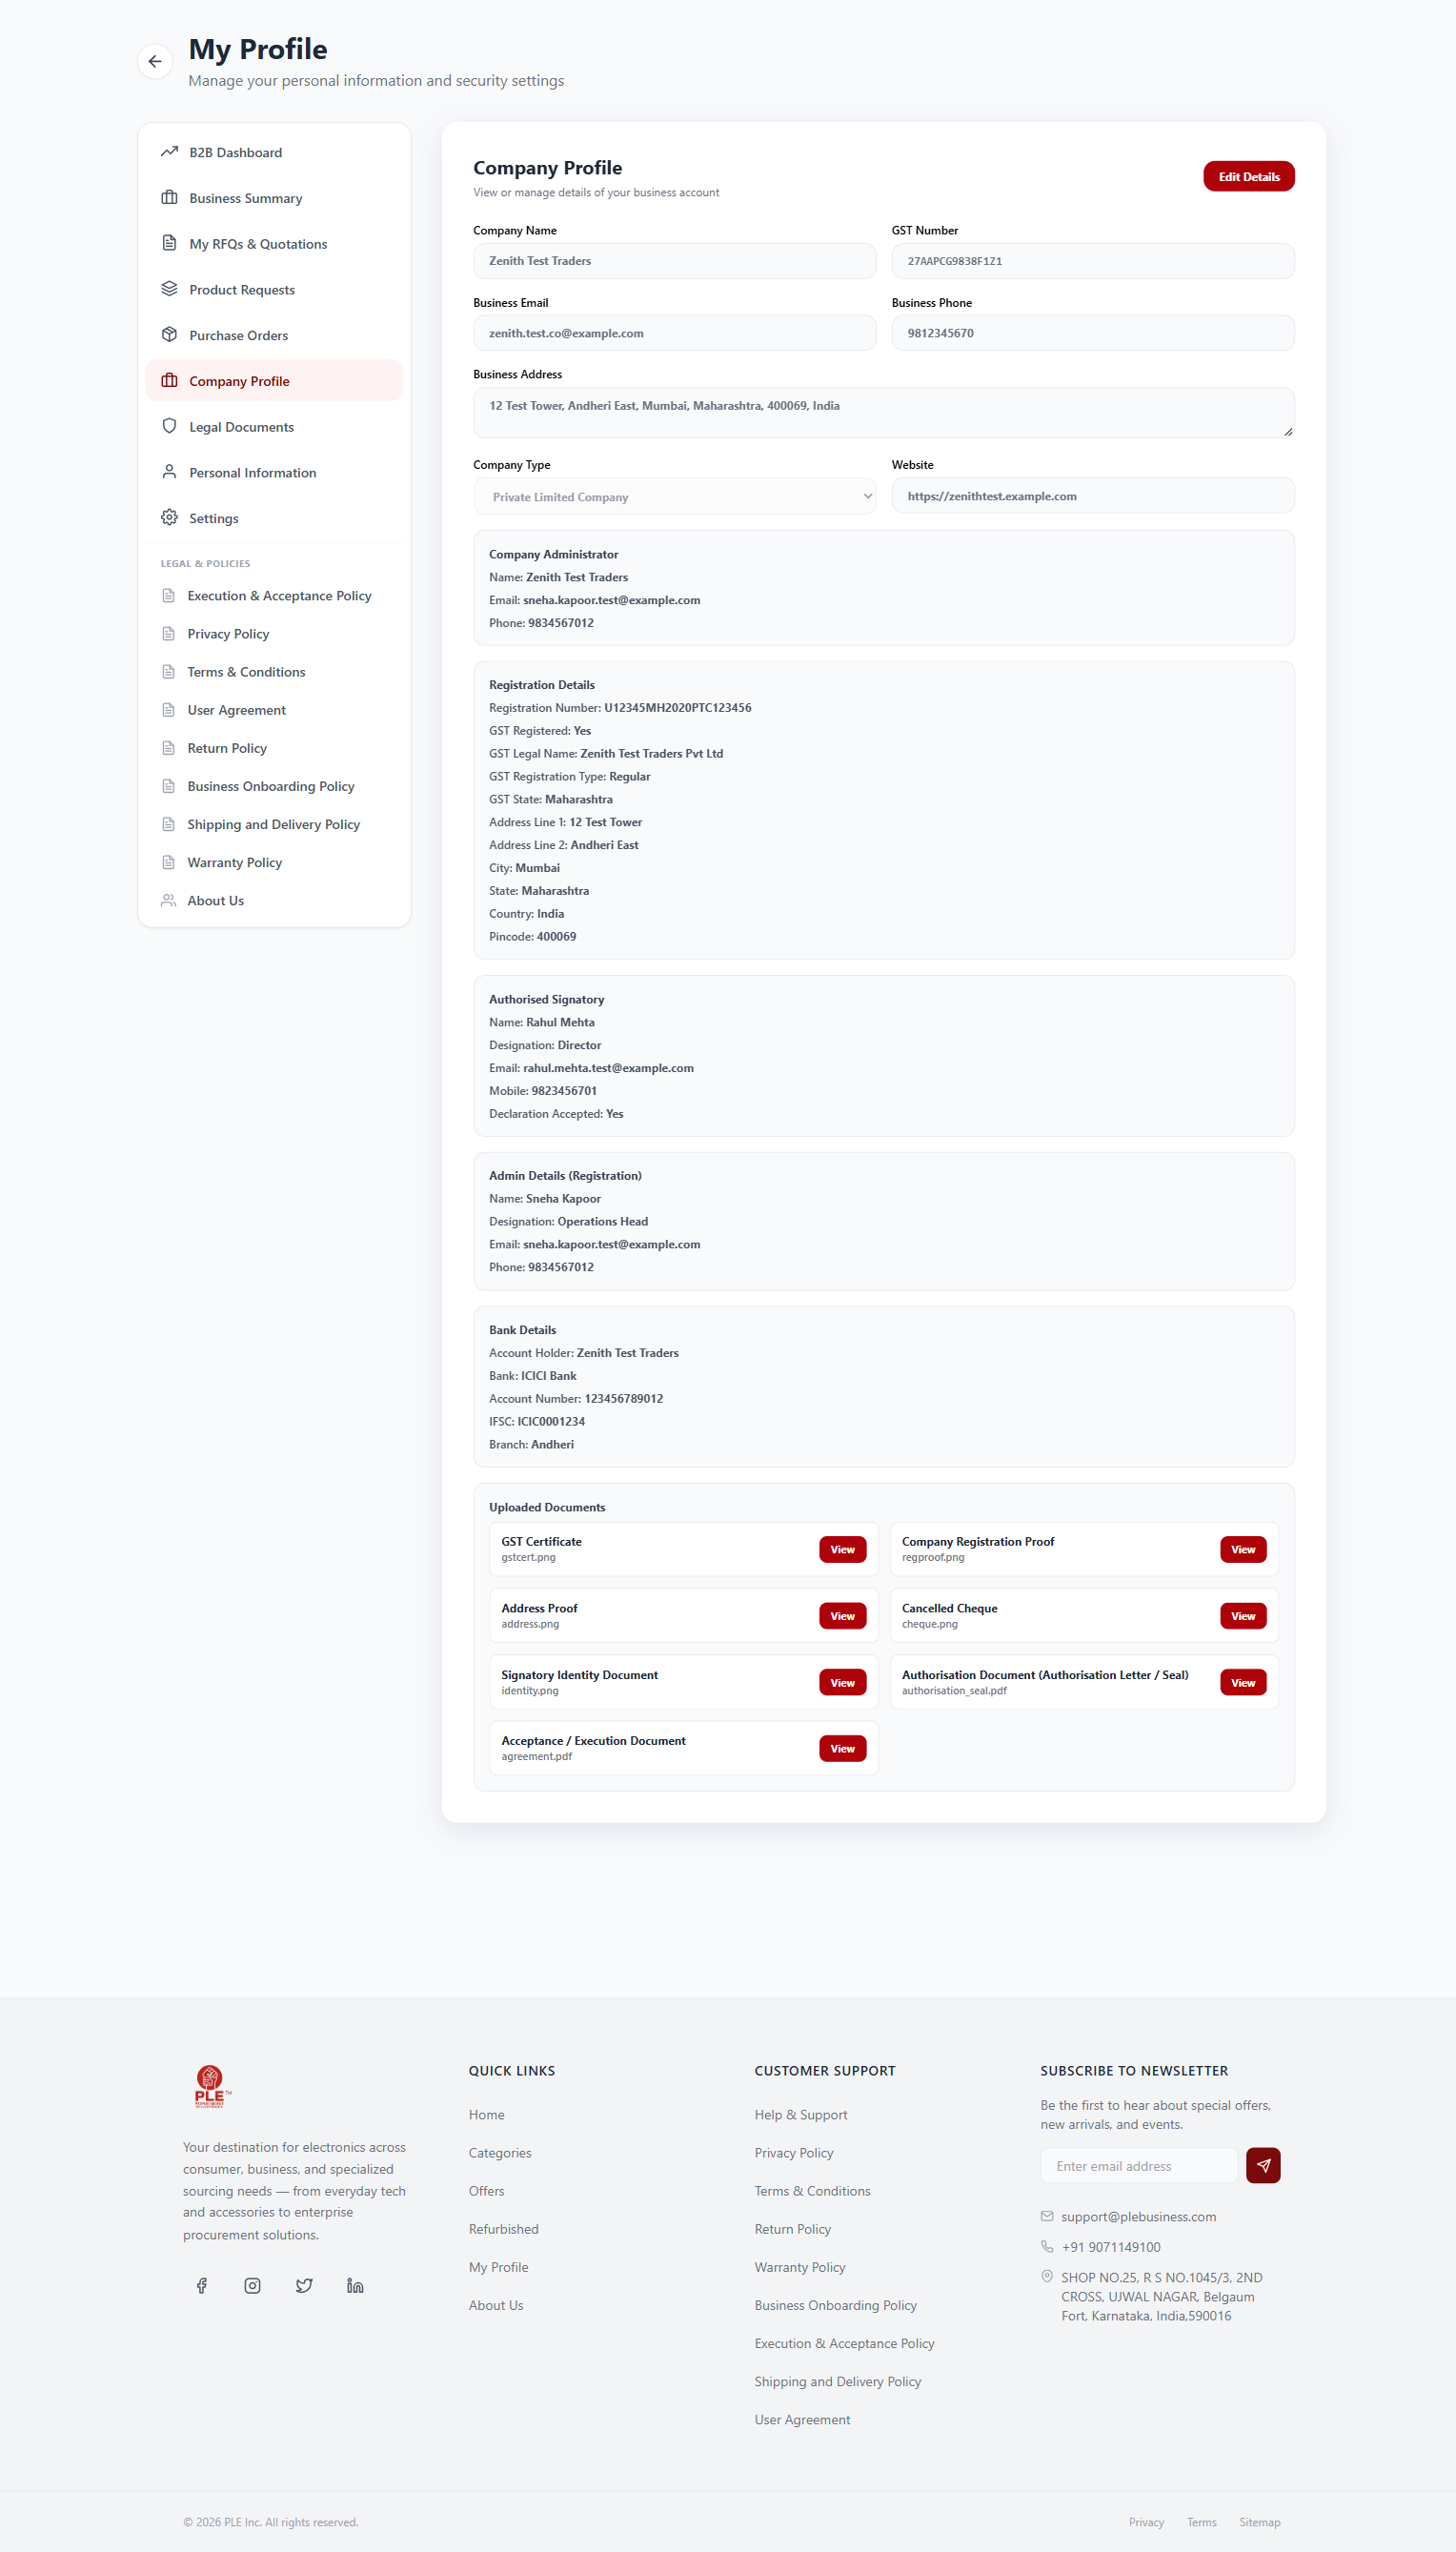 My Profile
Manage your personal information and security settings
B2B Dashboard
Business Summary
My RFQs & Quotations
Product Requests
Purchase Orders
Company Profile
Legal Documents
Personal Information
Settings
LEGAL & POLICIES
Execution & Acceptance Policy
Privacy Policy
Terms & Conditions
User Agreement
Return Policy
Business Onboarding Policy
Shipping and Delivery Policy
Warranty Policy
About Us
Company Profile
View or manage details of your business account
Edit Details
Company Name
Zenith Test Traders
GST Number
27AAPCG9838F1Z1
Business Email
zenith.test.co@example.com
Business Phone
9812345670
Business Address
12 Test Tower, Andheri East, Mumbai, Maharashtra, 400069, India
Company Type
Private Limited Company
Website
https://zenithtest.example.com
Company Administrator
Name: Zenith Test Traders
Email: sneha.kapoor.test@example.com
Phone: 9834567012
Registration Details
Registration Number: U12345MH2020PTC123456
GST Registered: Yes
GST Legal Name: Zenith Test Traders Pvt Ltd
GST Registration Type: Regular
GST State: Maharashtra
Address Line 1: 12 Test Tower
Address Line 2: Andheri East
City: Mumbai
State: Maharashtra
Country: India
Pincode: 400069
Authorised Signatory
Name: Rahul Mehta
Designation: Director
Email: rahul.mehta.test@example.com
Mobile: 9823456701
Declaration Accepted: Yes
Admin Details (Registration)
Name: Sneha Kapoor
Designation: Operations Head
Email: sneha.kapoor.test@example.com
Phone: 9834567012
Bank Details
Account Holder: Zenith Test Traders
Bank: ICICI Bank
Account Number: 123456789012
IFSC: ICIC0001234
Branch: Andheri
Uploaded Documents
GST Certificate
gstcert.png
View
Company Registration Proof
regproof.png
View
Address Proof
address.png
View
Cancelled Cheque
cheque.png
View
Signatory Identity Document
identity.png
View
Authorisation Document (Authorisation Letter / Seal)
authorisation_seal.pdf
View
Acceptance / Execution Document
agreement.pdf
View
PLE TM
Your destination for electronics across
consumer, business, and specialized
sourcing needs — from everyday tech
and accessories to enterprise
procurement solutions.
QUICK LINKS
Home
Categories
Offers
Refurbished
My Profile
About Us
CUSTOMER SUPPORT
Help & Support
Privacy Policy
Terms & Conditions
Return Policy
Warranty Policy
Business Onboarding Policy
Execution & Acceptance Policy
Shipping and Delivery Policy
User Agreement
SUBSCRIBE TO NEWSLETTER
Be the first to hear about special offers,
new arrivals, and events.
Enter email address
support@plebusiness.com
+91 9071149100
SHOP NO.25, R S NO.1045/3, 2ND
CROSS, UJWAL NAGAR, Belgaum
Fort, Karnataka, India,590016
© 2026 PLE Inc. All rights reserved.
Privacy
Terms
Sitemap